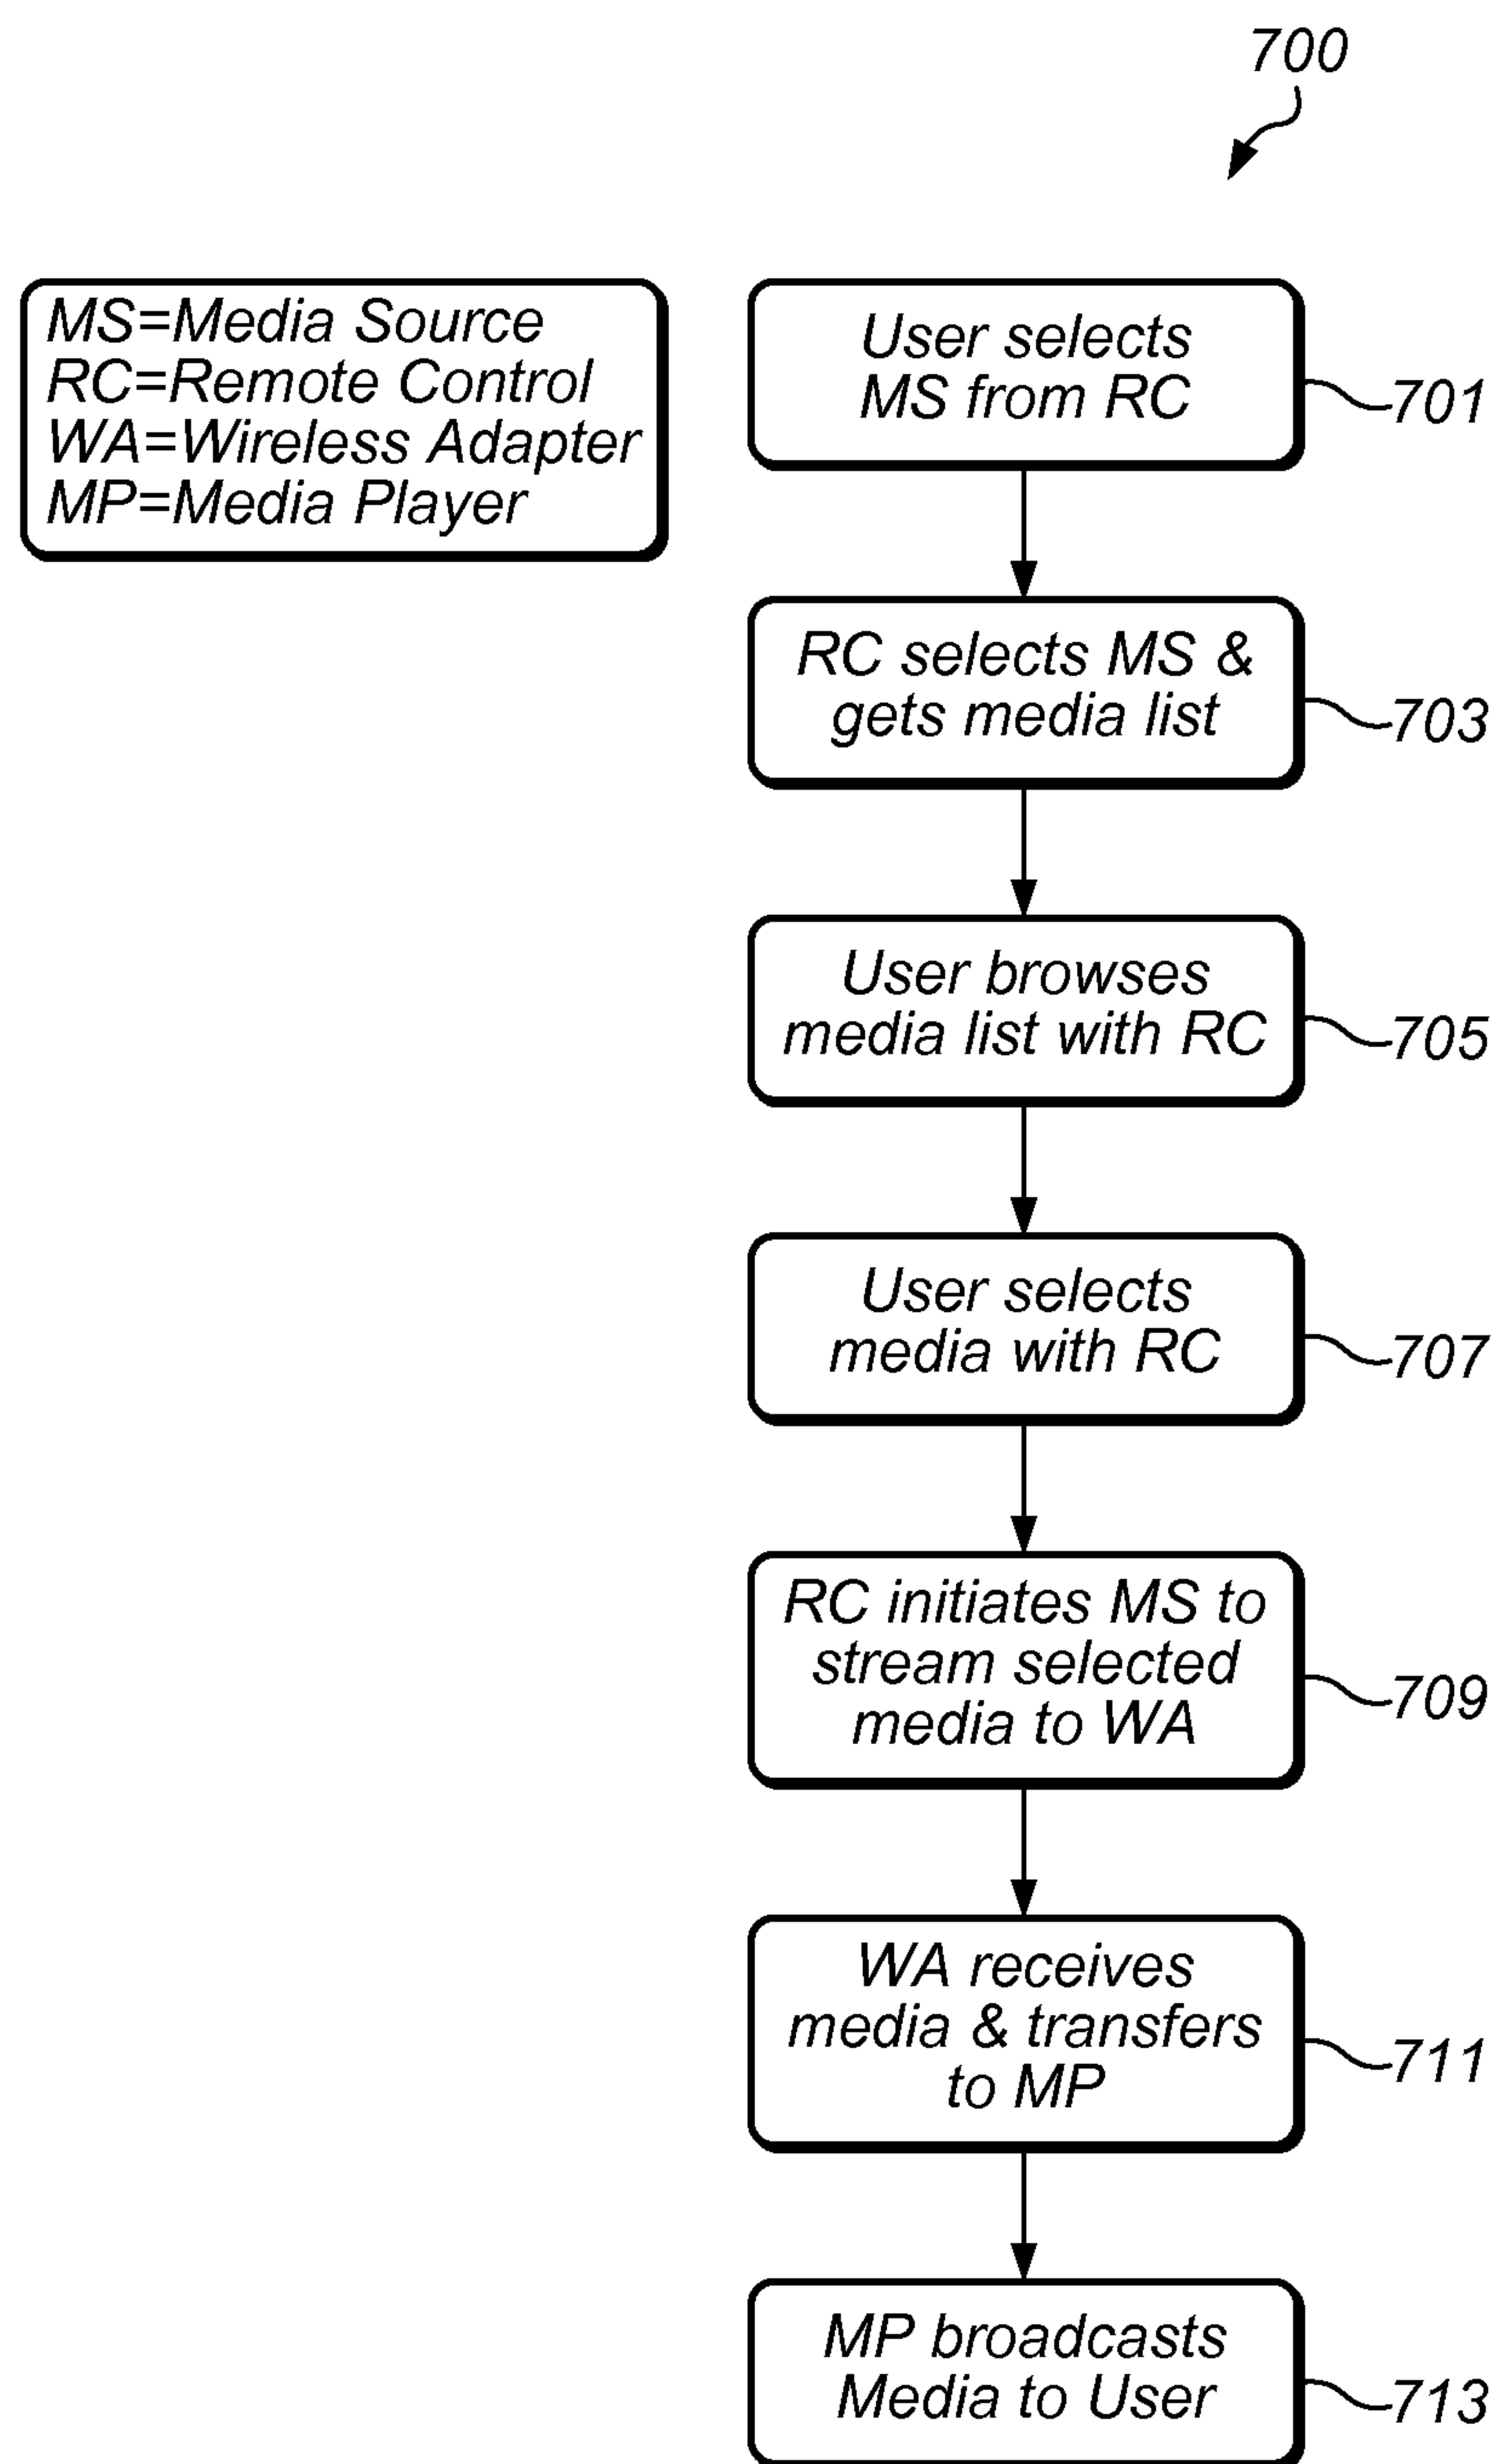 700
MS=Media Source
RC=Remote Control
WA=Wireless Adapter
MP=Media Player
User selects
MS from RC
701
RC selects MS &
gets media list
703
User browses
media list with RC
705
User selects
media with RC
707
RC initiates MS to
stream selected
media to WA
709
WA receives
media & transfers
to MP
711
MP broadcasts
Media to User
713